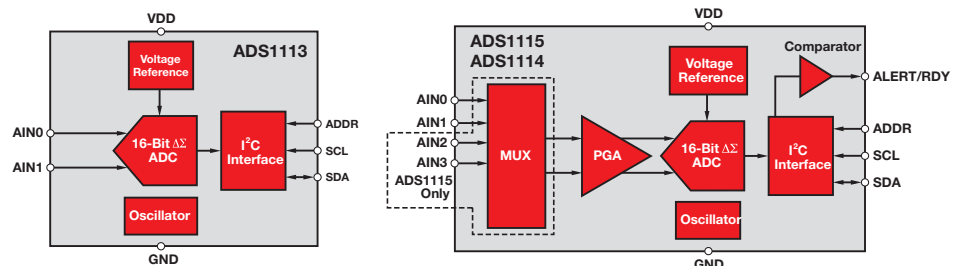 VDD
ADS1113
Voltage
Reference
AIN0
AIN1
16-Bit ΔΣ
ADC
I²C
Interface
ADDR
SCL
SDA
Oscillator
GND
VDD
ADS1115
ADS1114
Voltage
Reference
Comparator
ALERT/RDY
AIN0
AIN1
AIN2
AIN3
ADS1115
Only
MUX
PGA
16-Bit ΔΣ
ADC
I²C
Interface
ADDR
SCL
SDA
Oscillator
GND